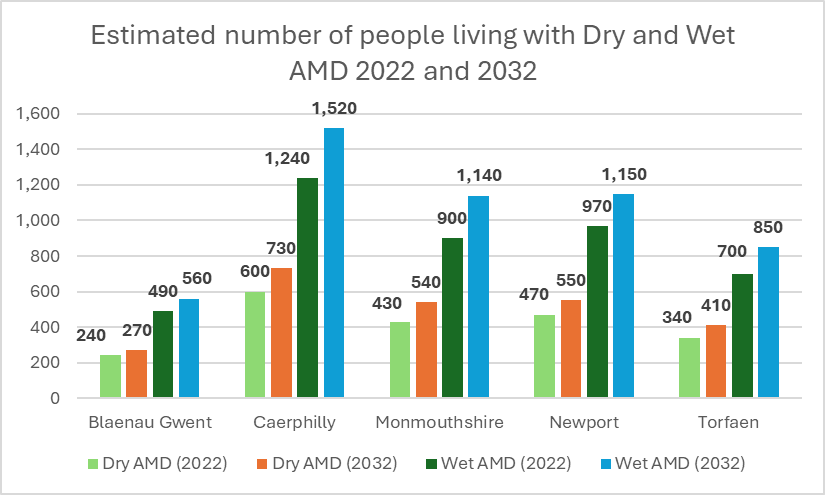 Estimated number of people living with Dry and Wet
AMD 2022 and 2032
1,600
1,400
1,200
1,000
800
600
400
200
0
240
270
490
560
600
730
1,240
1,520
430
540
900
1,140
470
550
970
1,150
340
410
700
850
Blaenau Gwent
Caerphilly
Monmouthshire
Newport
Torfaen
Dry AMD (2022)
Dry AMD (2032)
Wet AMD (2022)
Wet AMD (2032)